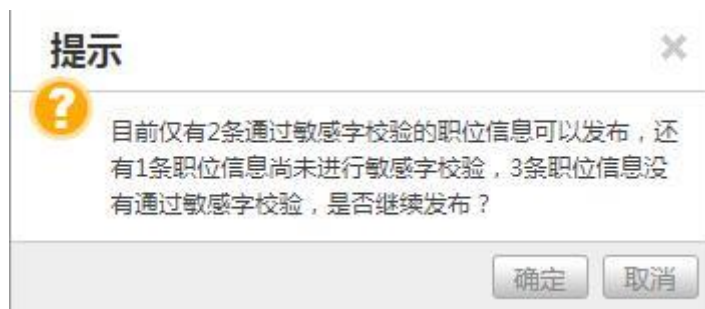 提示
目前仅有2条通过敏感字校验的职位信息可以发布，还
有1条职位信息尚未进行敏感字校验，3条职位信息没
有通过敏感字校验，是否继续发布？
确定 取消